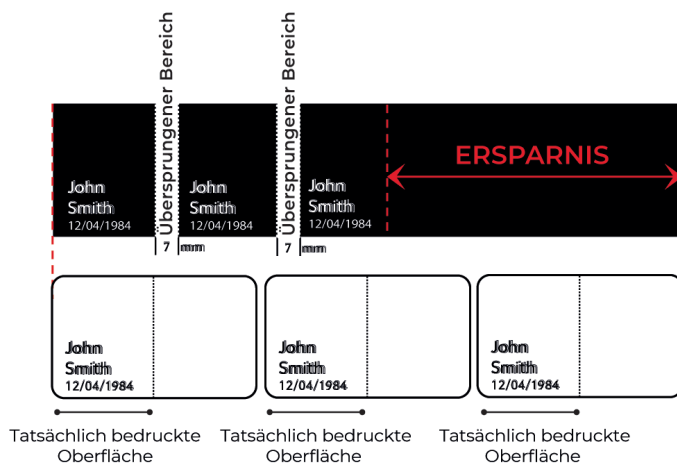 Übersprungener Bereich
Übersprungener Bereich
ERSPARNIS
John
Smith
12/04/1984
John
Smith
12/04/1984
John
Smith
12/04/1984
7 mm
7 mm
John
Smith
12/04/1984
John
Smith
12/04/1984
John
Smith
12/04/1984
Tatsächlich bedruckte
Oberfläche
Tatsächlich bedruckte
Oberfläche
Tatsächlich bedruckte
Oberfläche